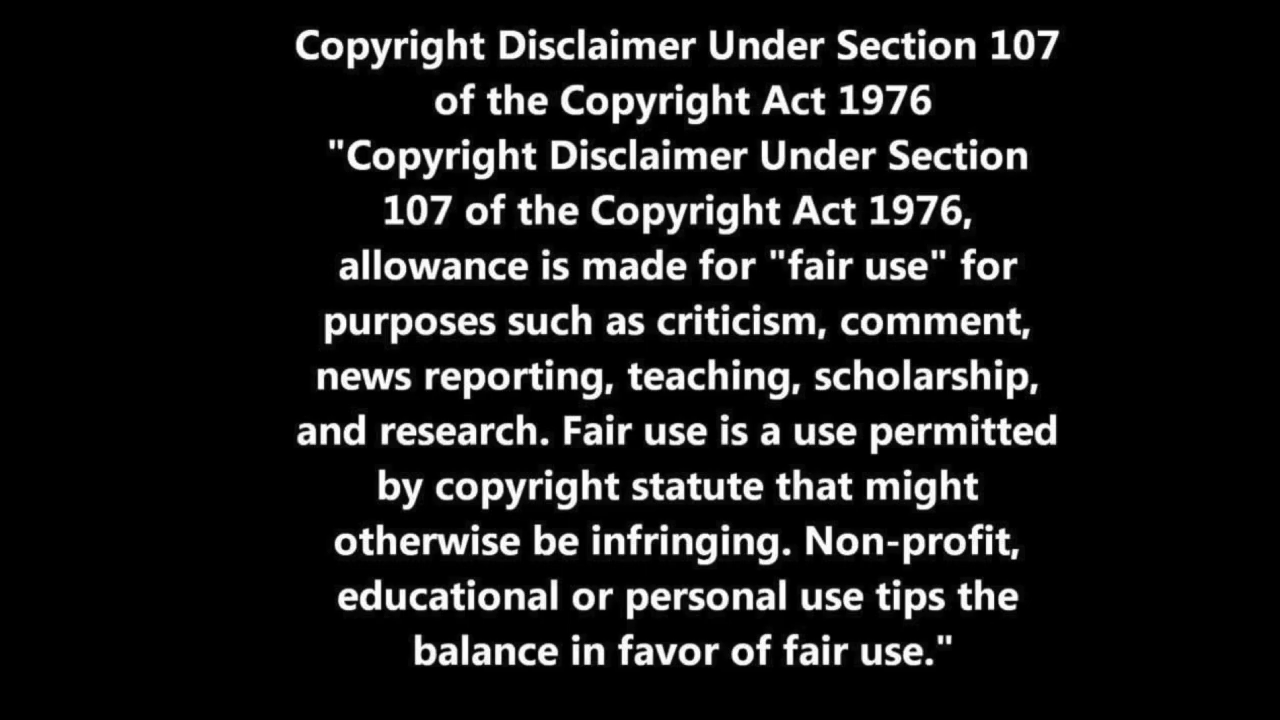 Copyright Disclaimer Under Section 107
of the Copyright Act 1976
"Copyright Disclaimer Under Section
107 of the Copyright Act 1976,
allowance is made for "fair use" for
purposes such as criticism, comment,
news reporting, teaching, scholarship,
and research. Fair use is a use permitted
by copyright statute that might
otherwise be infringing. Non-profit,
educational or personal use tips the
balance in favor of fair use."